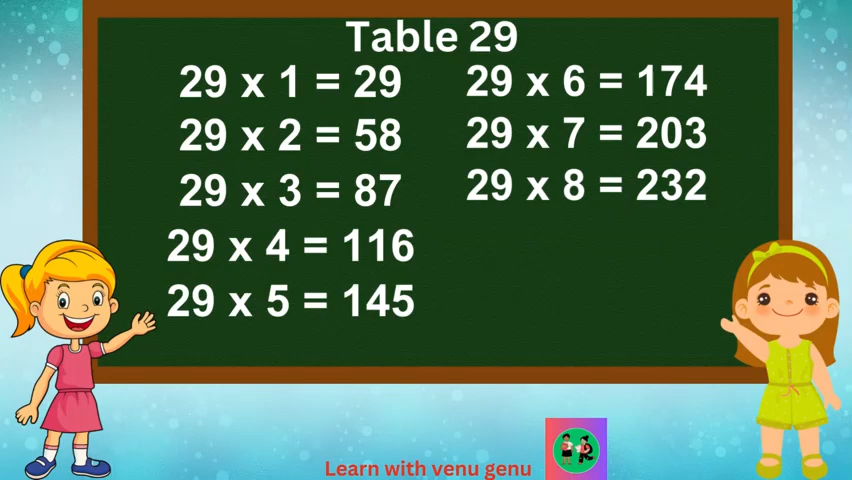 Table 29
29 x 1 = 29
29 x 2 = 58
29 x 3 = 87
29 x 4 = 116
29 x 5 = 145
29 x 6 = 174
29 x 7 = 203
29 x 8 = 232
Learn with venu genu